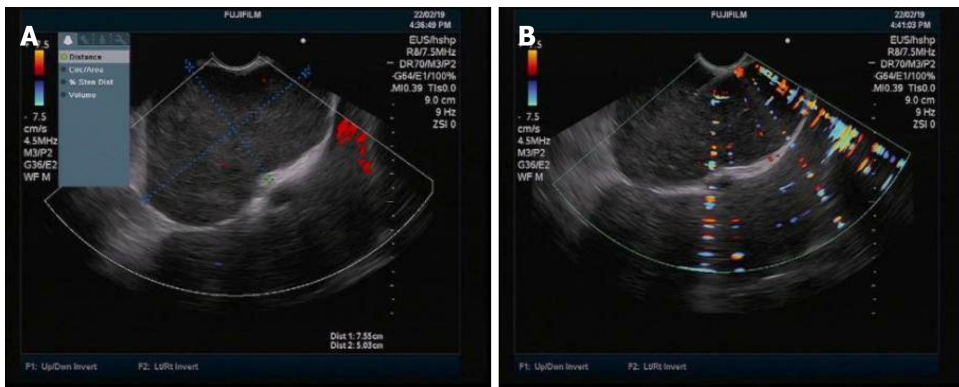 A
FUJIFILM
22/02/19
4:36:49 PM
7.5
EUS/hshp
R8/7.5MHz
DR70/M3/P2
-G64/E1/100%
.MI0.39 TIs0.0
9.0 cm
9 Hz
ZSI 0
Distance
Circ/Area
% Sten Dist
Volume
- 7.5
cm/s
4.5MHz
M3/P2
G36/E2
WF M
Dist 1: 7.55cm
Dist 2: 5.03cm
F1: Up/Dwn Invert F2: Lt/Rt Invert
B
FUJIFILM
22/02/19
4:41:03 PM
7.5
EUS/hshp
R8/7.5MHz
DR70/M3/P2
-G64/E1/100%
.MI0.39 TIs0.0
9.0 cm
9 Hz
ZSI 0
- 7.5
cm/s
4.5MHz
M3/P2
G36/E2
WF M
F1: Up/Dwn Invert F2: Lt/Rt Invert